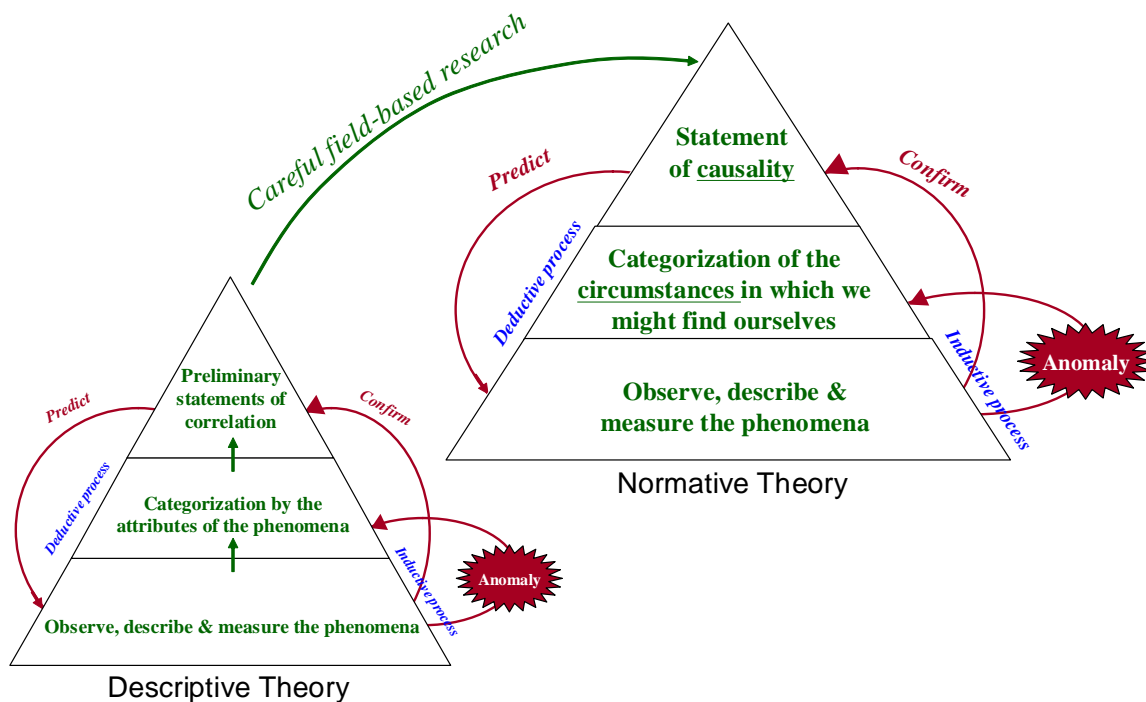 Careful field-based research
Statement
of causality
Predict
Confirm
Deductive process
Categorization of the
circumstances in which we
might find ourselves
Inductive process
Anomaly
Observe, describe &
measure the phenomena
Normative Theory
Preliminary
statements of
correlation
Predict
Confirm
Deductive process
Categorization by the
attributes of the phenomena
Inductive process
Anomaly
Observe, describe & measure the phenomena
Descriptive Theory